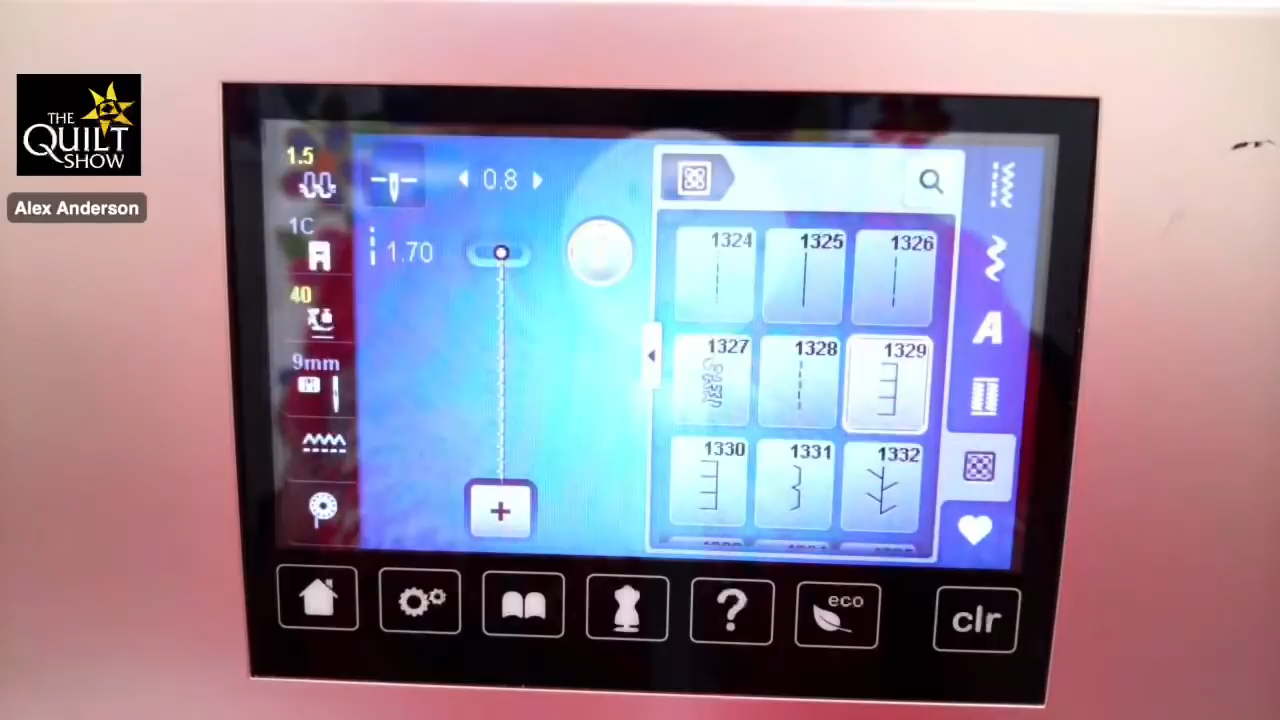 THE
QUILT
SHOW
Alex Anderson
1.5
0.8
1C
1.70
40
9mm
1324
1325
1326
1327
1328
1329
1330
1331
1332
A
+
?
eco
clr